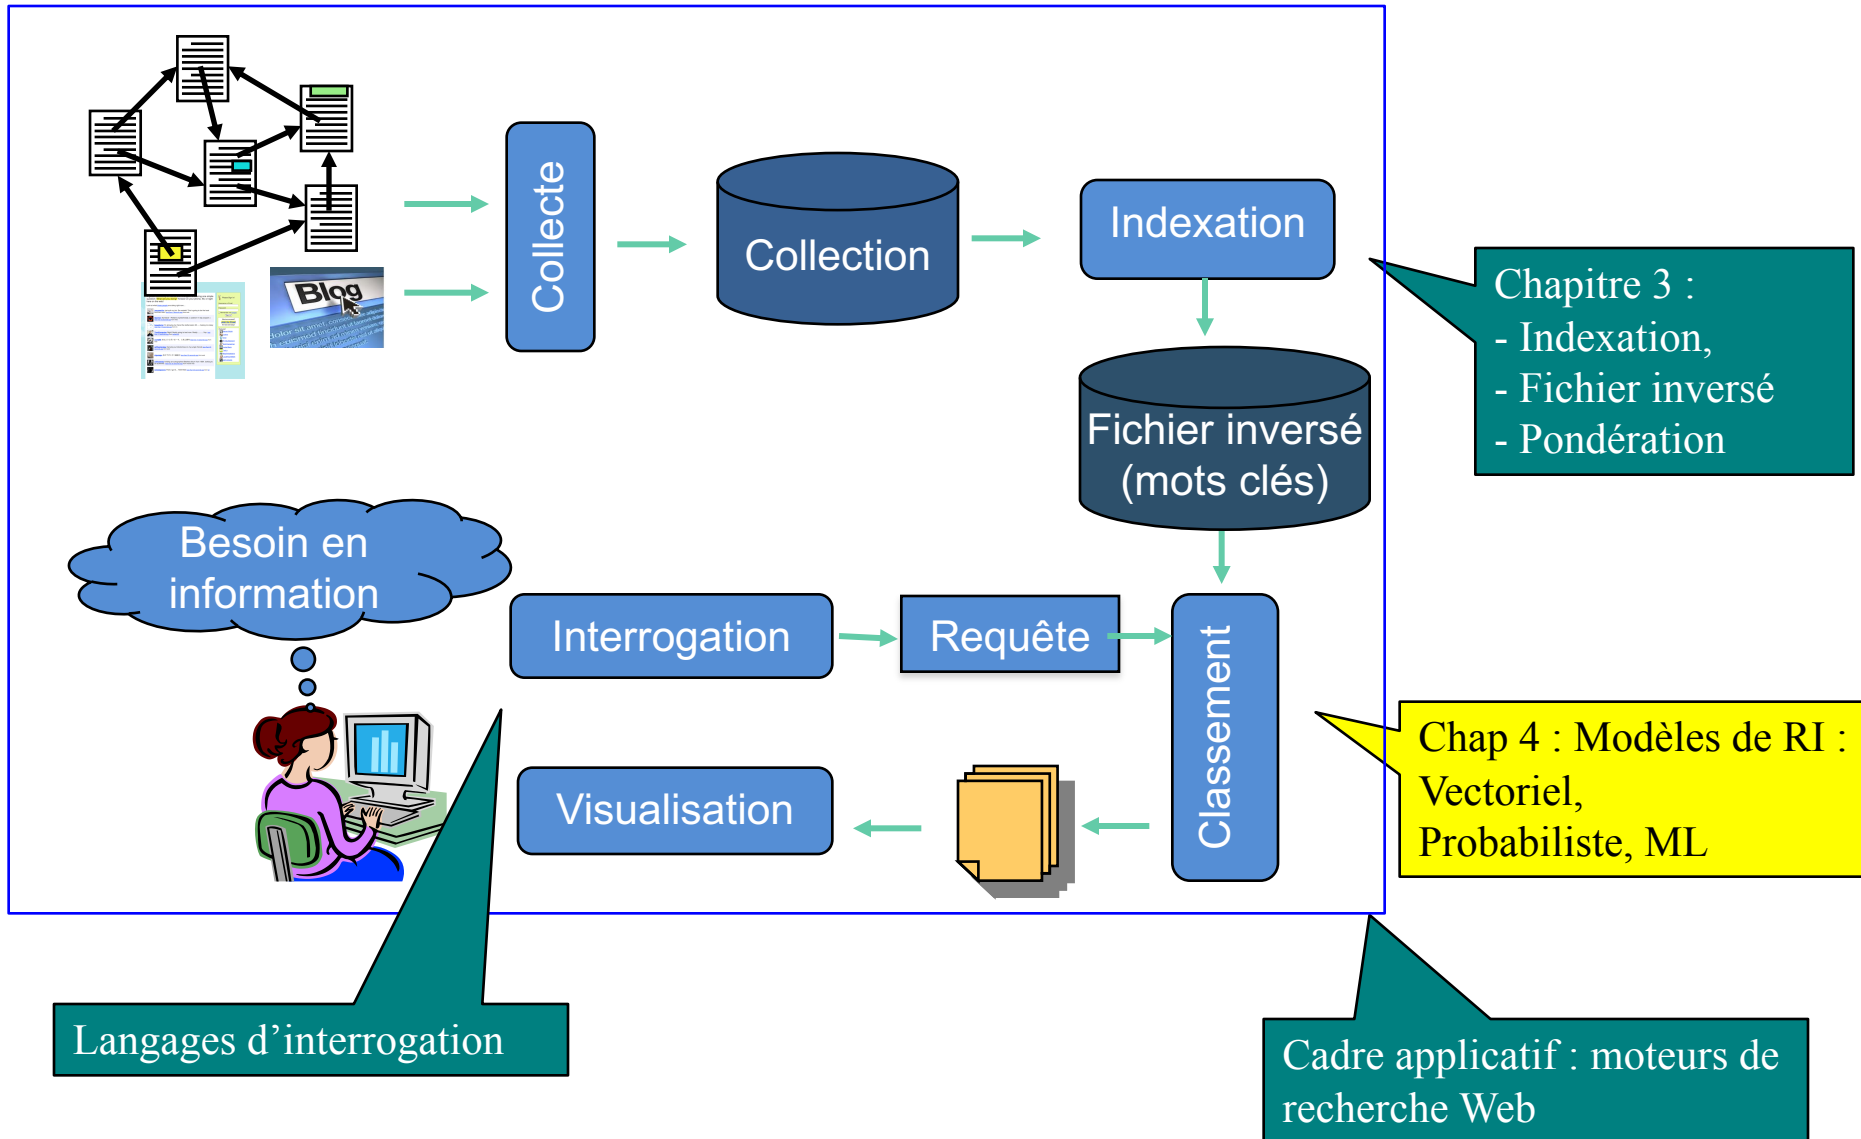 Collecte
Collection
Indexation
Blog
Chapitre 3 :
- Indexation,
- Fichier inversé
- Pondération
Fichier inversé
(mots clés)
Besoin en
information
Interrogation
Requête
Classement
Visualisation
Chap 4 : Modèles de RI :
Vectoriel,
Probabiliste, ML
Langages d’interrogation
Cadre applicatif : moteurs de
recherche Web